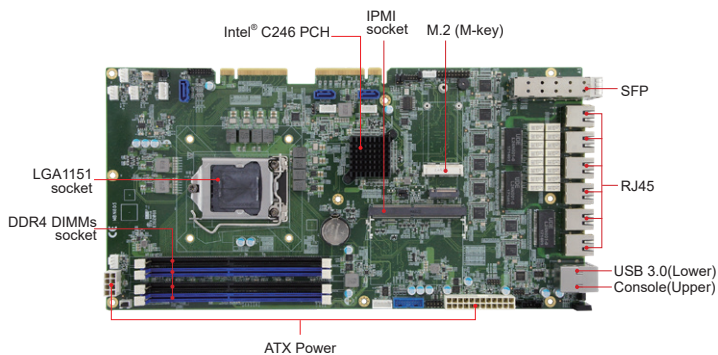 IPMI
socket
Intel® C246 PCH
M.2 (M-key)
SFP
LGA1151
socket
RJ45
DDR4 DIMMs
socket
USB 3.0(Lower)
Console(Upper)
ATX Power